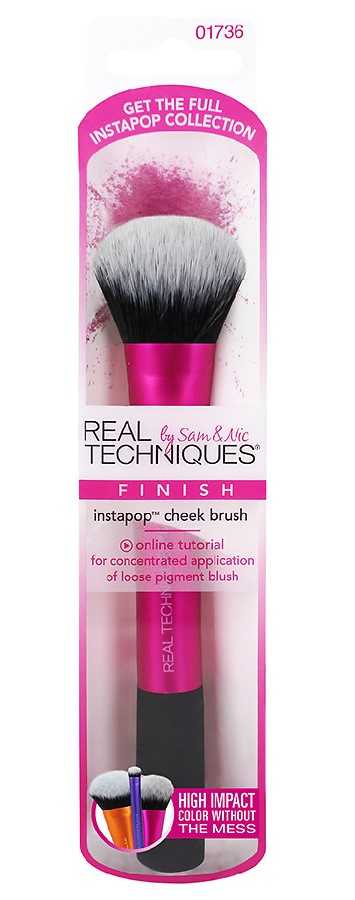 01736
GET THE FULL
INSTAPOP COLLECTION
REAL by Sam & Nic
TECHNIQUES®
FINISH
instapop™ cheek brush
online tutorial
for concentrated application
of loose pigment blush
REAL TECHN
HIGH IMPACT
COLOR WITHOUT
THE MESS